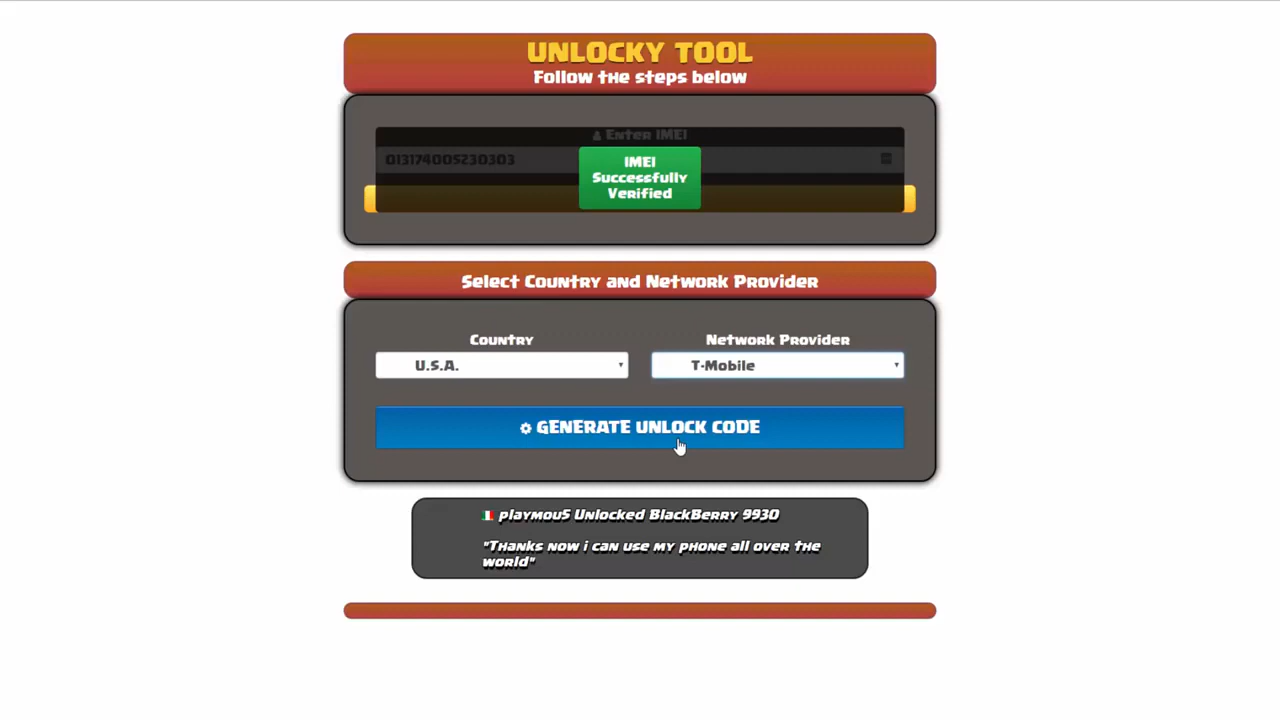 UNLOCKY TOOL
Follow the steps below
Enter IMEI
013174005230303
IMEI
Successfully
Verified
Select Country and Network Provider
Country
Network Provider
U.S.A.
T-Mobile
GENERATE UNLOCK CODE
playmou5 Unlocked BlackBerry 9930
"Thanks now i can use my phone all over the
world"